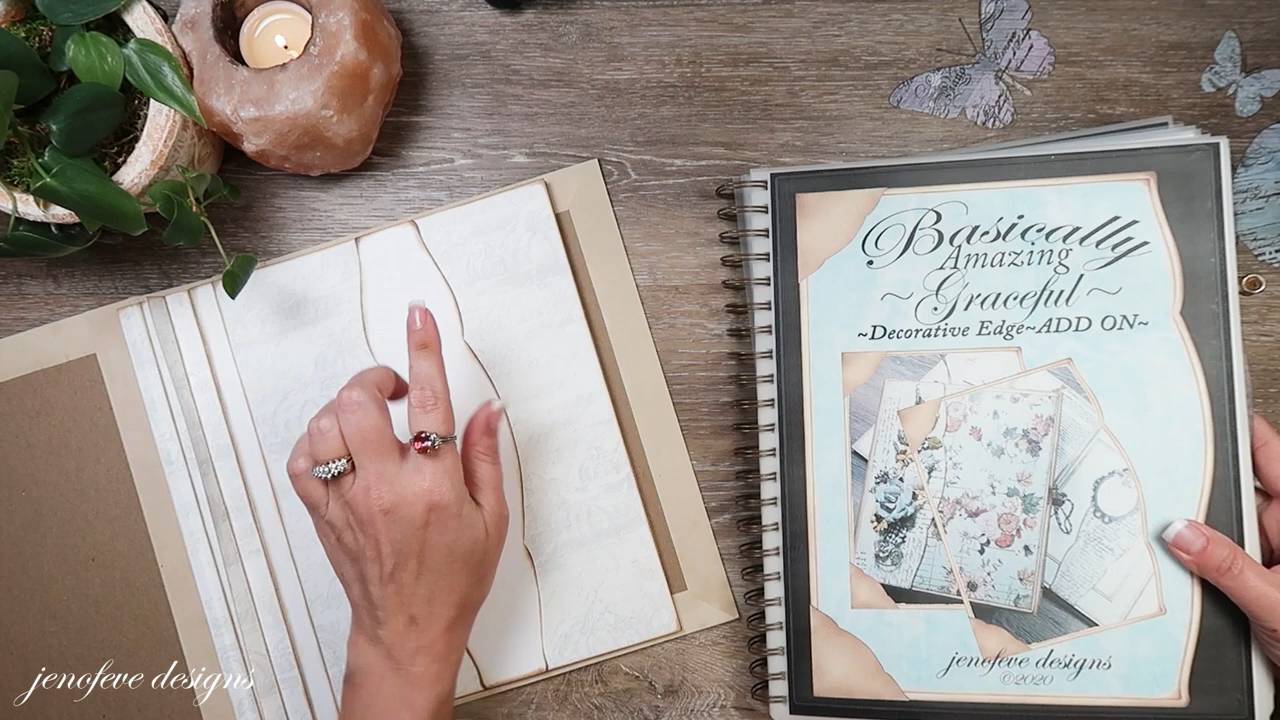 Basically
Amazing
~ Graceful ~
~Decorative Edge~ADD ON~
jenofeve designs
©2020
jenofeve designs